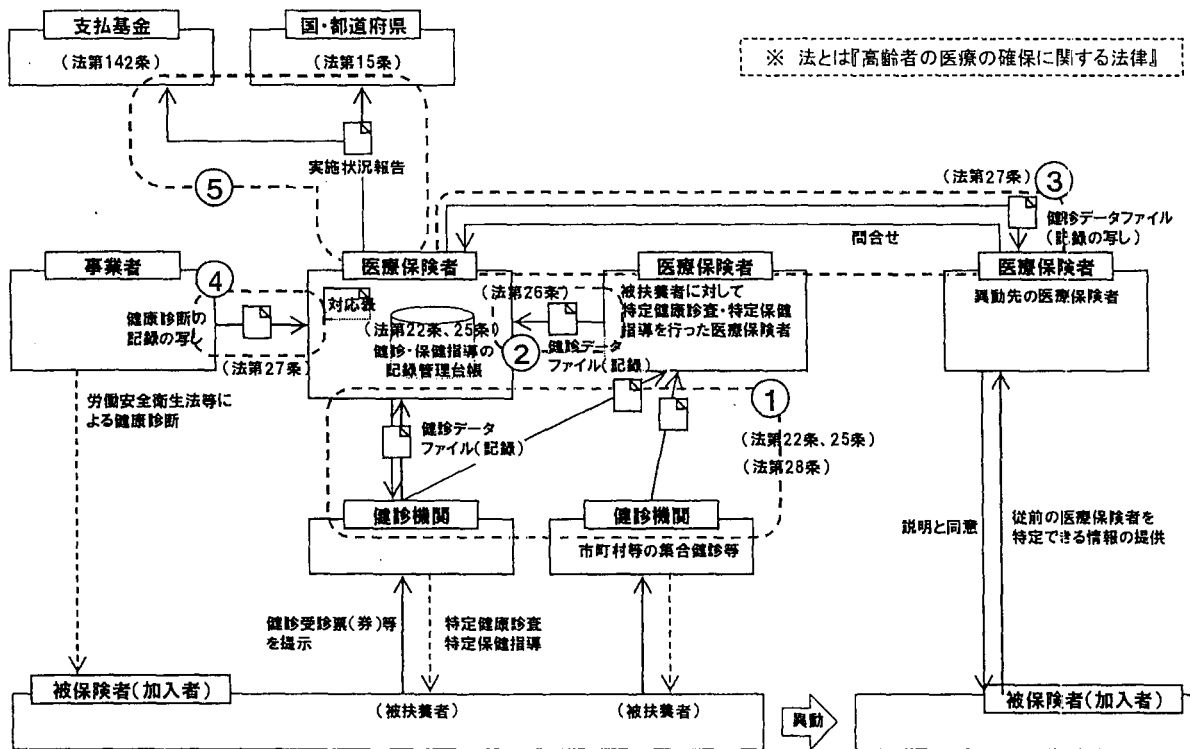 支払基金
(法第142条)
国・都道府県
(法第15条)
※ 法とは『高齢者の医療の確保に関する法律』
実施状況報告
⑤
(法第27条)
③
健診データファイル
(記録の写し)
問合せ
事業者
④
健康診断の
記録の写し
(法第27条)
医療保険者
対応表
(法第22条、25条)
健診・保健指導の
記録管理台帳
(法第26条)
②
健診データ
ファイル(記録)
医療保険者
被扶養者に対して
特定健康診査・特定保健
指導を行った医療保険者
医療保険者
異動先の医療保険者
労働安全衛生法等に
よる健康診断
健診データ
ファイル(記録)
①
(法第22条、25条)
(法第28条)
健診機関
健診機関
市町村等の集合健診等
説明と同意
従前の医療保険者を
特定できる情報の提供
健診受診票(券)等
を提示
特定健康診査
特定保健指導
被保険者(加入者)
(被扶養者)
(被扶養者)
異動
被保険者(加入者)